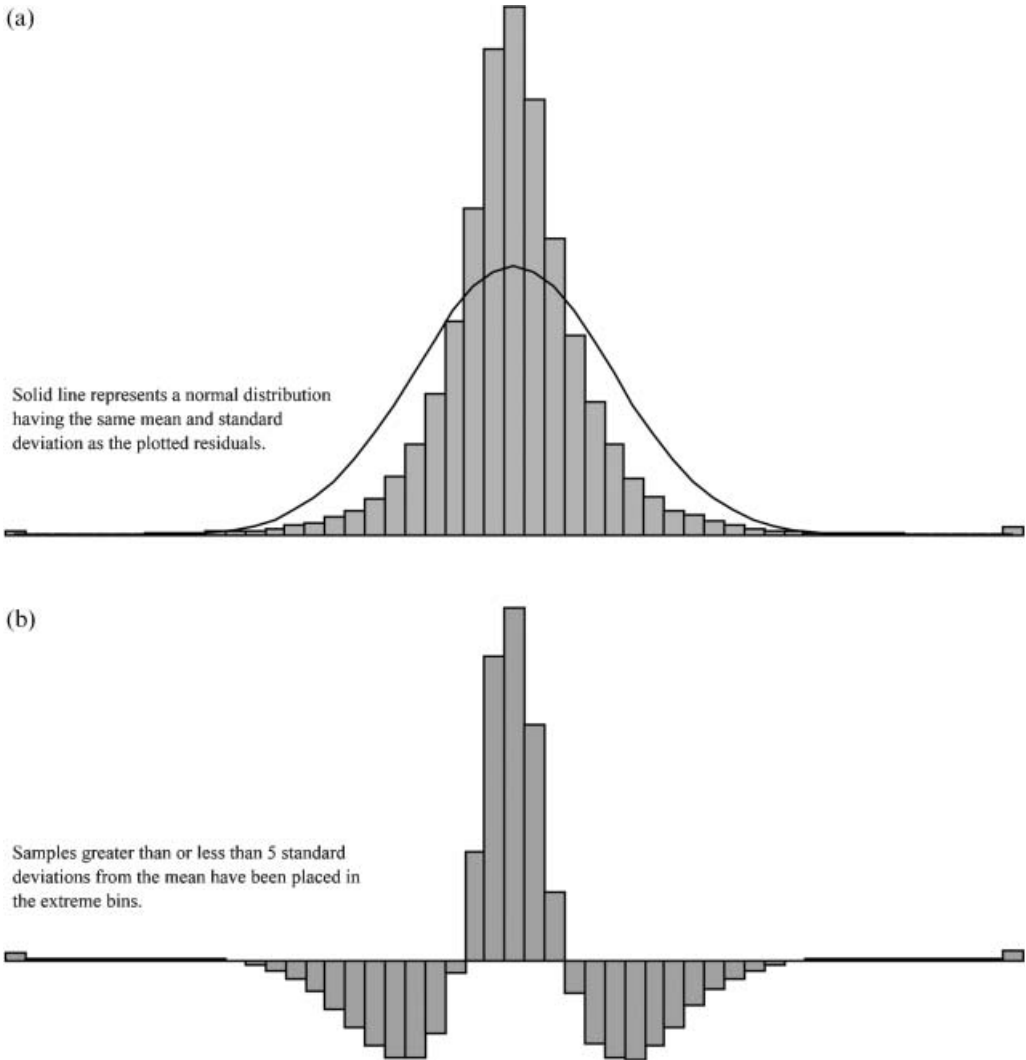 (a)
Solid line represents a normal distribution
having the same mean and standard
deviation as the plotted residuals.
(b)
Samples greater than or less than 5 standard
deviations from the mean have been placed in
the extreme bins.